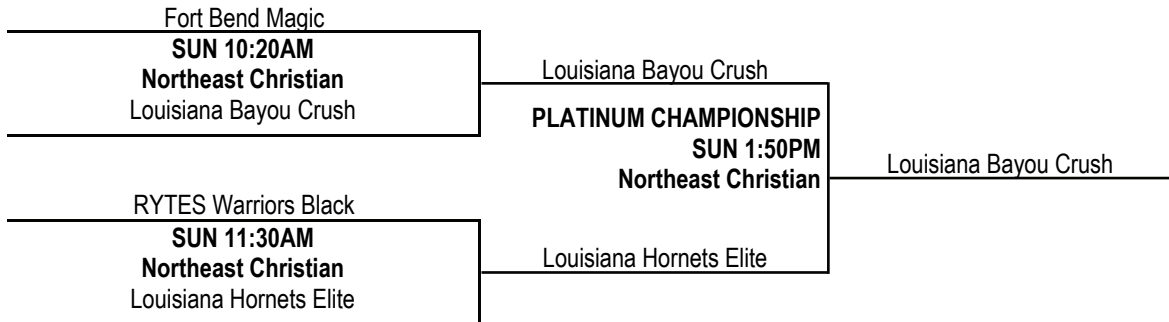 Fort Bend Magic
SUN 10:20AM
Northeast Christian
Louisiana Bayou Crush
Louisiana Bayou Crush
PLATINUM CHAMPIONSHIP
SUN 1:50PM
Northeast Christian
Louisiana Bayou Crush
RYTES Warriors Black
SUN 11:30AM
Northeast Christian
Louisiana Hornets Elite
Louisiana Hornets Elite